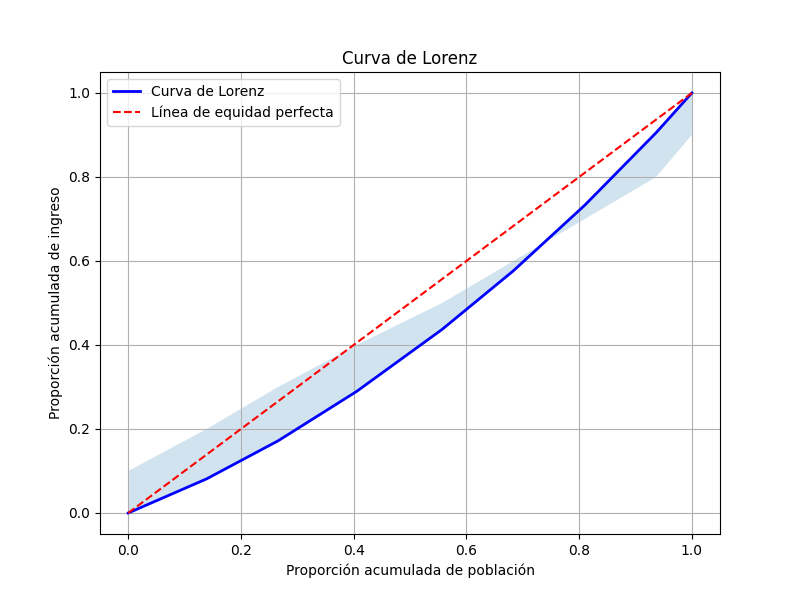 Curva de Lorenz
Curva de Lorenz
Línea de equidad perfecta
Proporción acumulada de ingreso
1.0
0.8
0.6
0.4
0.2
0.0
0.0 0.2 0.4 0.6 0.8 1.0
Proporción acumulada de población